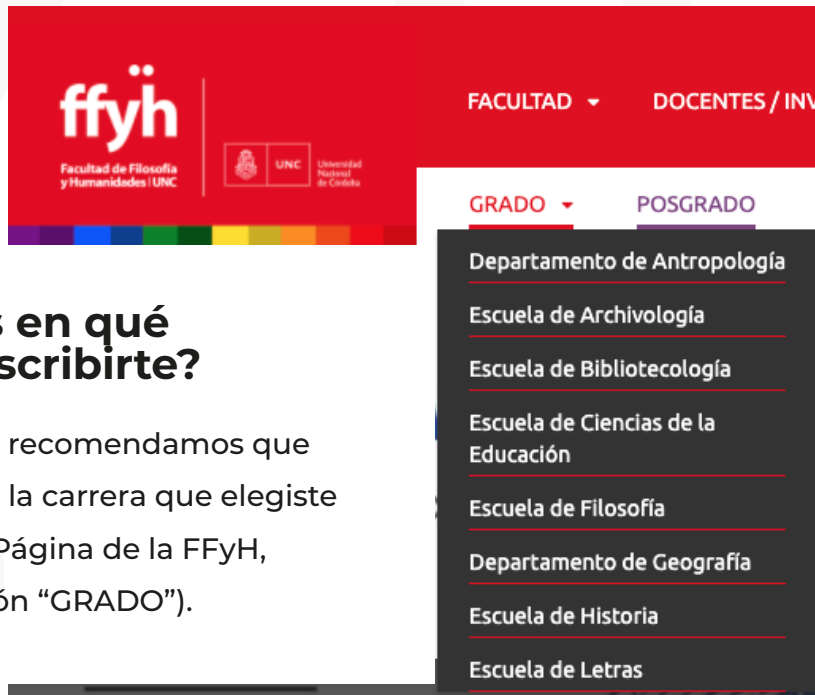 ffyh
Facultad de Filosofía
y Humanidades | UNC
UNC
Universidad
Nacional
de Córdoba
FACULTAD
DOCENTES / INV
GRADO
POSGRADO
Departamento de Antropología
Escuela de Archivología
Escuela de Bibliotecología
Escuela de Ciencias de la
Educación
Escuela de Filosofía
Departamento de Geografía
Escuela de Historia
Escuela de Letras
s en qué
scribirte?
recomendamos que
la carrera que elegiste
Página de la FFyH,
ón “GRADO”).